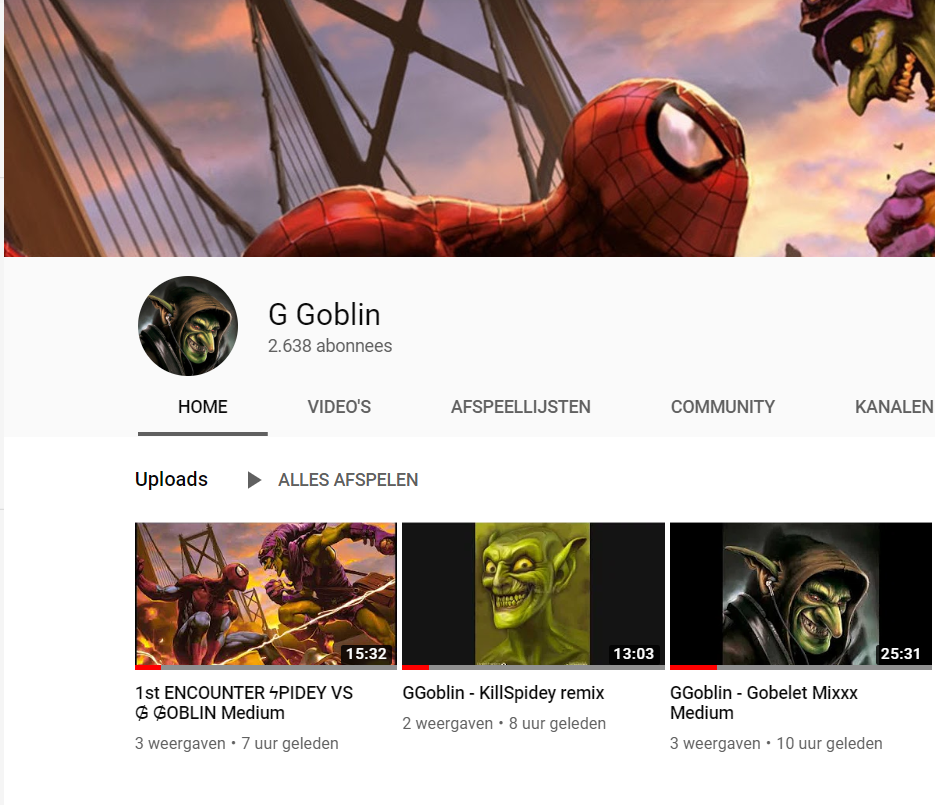 G Goblin
2.638 abonnees
HOME VIDEO'S AFSPEELLIJSTEN COMMUNITY KANALEN
Uploads ALLES AFSPELEN
15:32 13:03 25:31
1st ENCOUNTER ϟPIDEY VS
₲ ₲OBLIN Medium
3 weergaven • 7 uur geleden
GGoblin - KillSpidey remix
2 weergaven • 8 uur geleden
GGoblin - Gobelet Mixxx
Medium
3 weergaven • 10 uur geleden